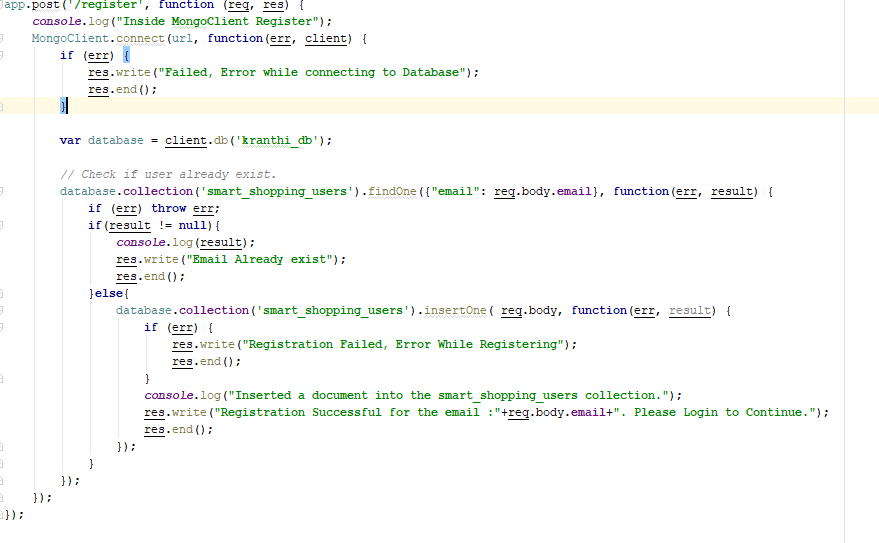 app.post('/register', function (req, res) {
    console.log("Inside MongoClient Register");
    MongoClient.connect(url, function(err, client) {
        if (err) {
            res.write("Failed, Error while connecting to Database");
            res.end();
        }
        var database = client.db('kranthi_db');
        // Check if user already exist.
        database.collection('smart_shopping_users').findOne({"email": req.body.email}, function(err, result) {
            if (err) throw err;
            if(result != null){
                console.log(result);
                res.write("Email Already exist");
                res.end();
            }else{
                database.collection('smart_shopping_users').insertOne( req.body, function(err, result) {
                    if (err) {
                        res.write("Registration Failed, Error While Registering");
                        res.end();
                    }
                    console.log("Inserted a document into the smart_shopping_users collection.");
                    res.write("Registration Successful for the email :"+req.body.email+". Please Login to Continue.");
                    res.end();
                });
            }
        });
    });
});